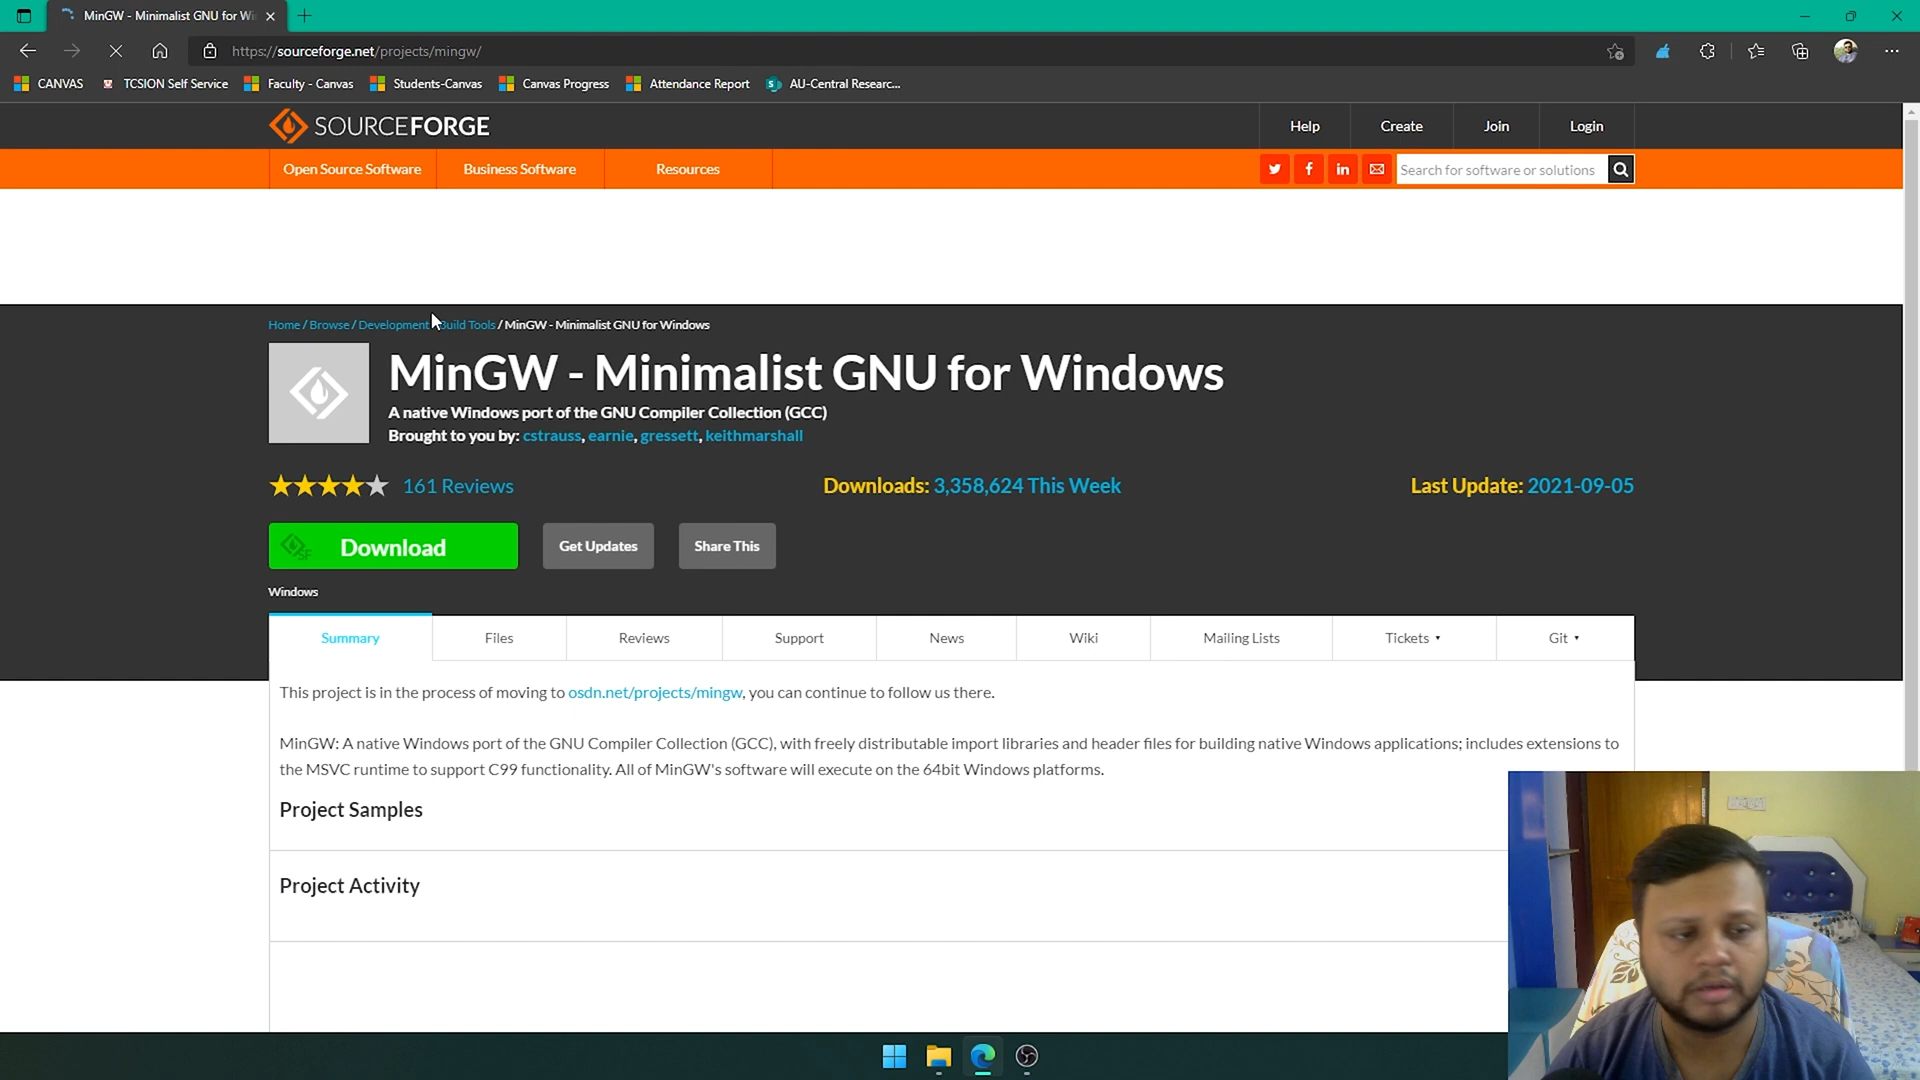 MinGW - Minimalist GNU for Wi
https://sourceforge.net/projects/mingw/
CANVAS TCSION Self Service Faculty - Canvas Students-Canvas Canvas Progress Attendance Report AU-Central Researc...
SOURCEFORGE Help Create Join Login
Open Source Software Business Software Resources Search for software or solutions
Home / Browse / Development Build Tools / MinGW - Minimalist GNU for Windows
MinGW - Minimalist GNU for Windows
A native Windows port of the GNU Compiler Collection (GCC)
Brought to you by: cstrauss, earnie, gressett, keithmarshall
161 Reviews Downloads: 3,358,624 This Week Last Update: 2021-09-05
SF Download Get Updates Share This
Windows
Summary Files Reviews Support News Wiki Mailing Lists Tickets Git
This project is in the process of moving to osdn.net/projects/mingw, you can continue to follow us there.
MinGW: A native Windows port of the GNU Compiler Collection (GCC), with freely distributable import libraries and header files for building native Windows applications; includes extensions to
the MSVC runtime to support C99 functionality. All of MinGW's software will execute on the 64bit Windows platforms.
Project Samples
Project Activity